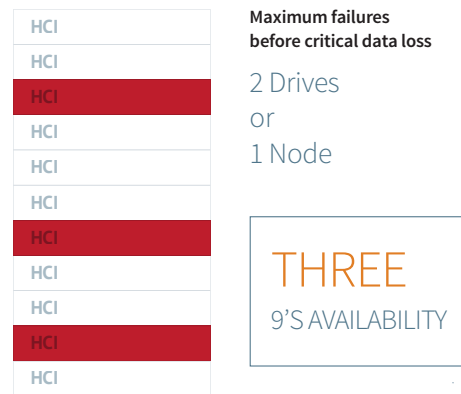 HCI
HCI
HCI
HCI
HCI
HCI
HCI
HCI
HCI
HCI
HCI
Maximum failures
before critical data loss
2 Drives
or
1 Node
THREE
9’S AVAILABILITY